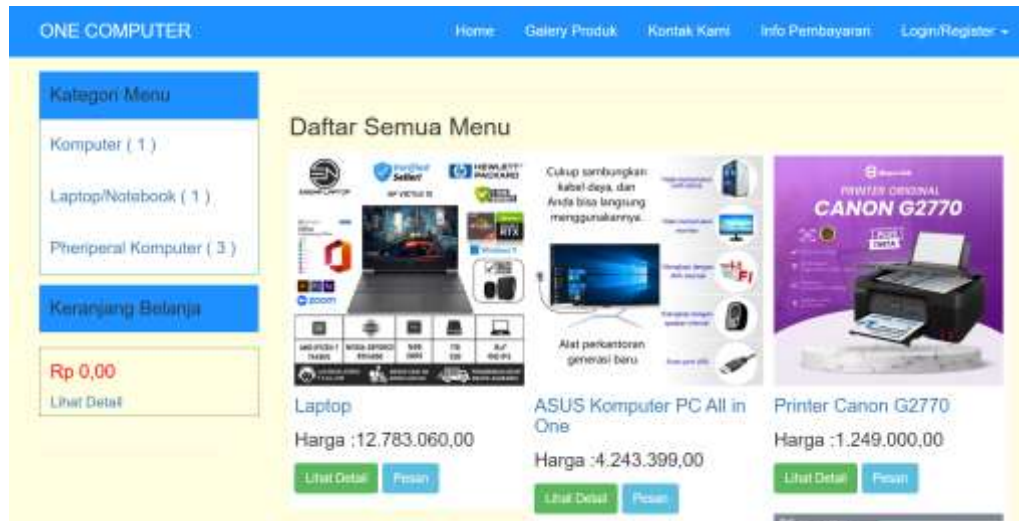 ONE COMPUTER
Home
Galery Produk
Kontak Kami
Info Pembayaran
Login/Register
Kategori Menu
Komputer ( 1 )
Laptop/Notebook ( 1 )
Pheriperal Komputer ( 3 )
Keranjang Belanja
Rp 0,00
Lihat Detail
Daftar Semua Menu
HEWLETT
PACKARD
RTX
zoom
Laptop
Harga :12.783.060,00
Lihat Detail
Pesan
Cukup sambungkan
kabel daya, dan
Anda bisa langsung
menggunakannya
Alat perkantoran
generasi baru
ASUS Komputer PC All in
One
Harga :4.243.399,00
Lihat Detail
Pesan
PRINTER ORIGINAL
CANON G2770
Printer Canon G2770
Harga :1.249.000,00
Lihat Detail
Pesan